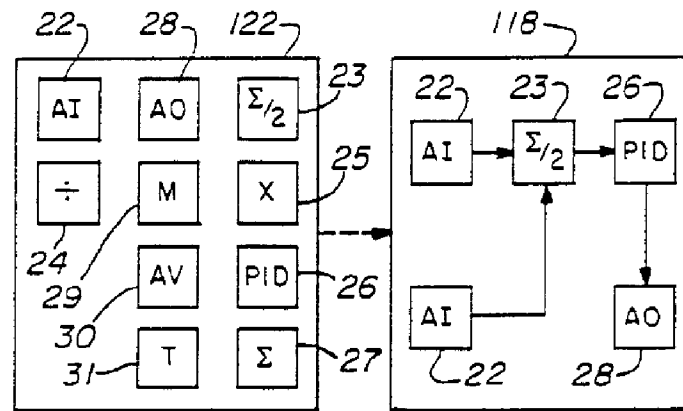 22 28 122 118
AI AO Σ/2 23 22 23 26
AI Σ/2 PID
÷ M X 25
24 29
AV PID 26
30
AI AO
T Σ 27
31 22 28